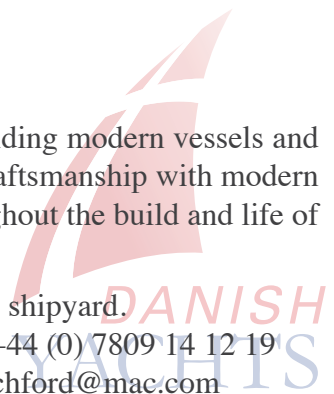 ding modern vessels and
aftsmanship with modern
ghout the build and life of
shipyard.
DANISH
44 (0) 7809 14 12 19
YACHTS
chford@mac.com